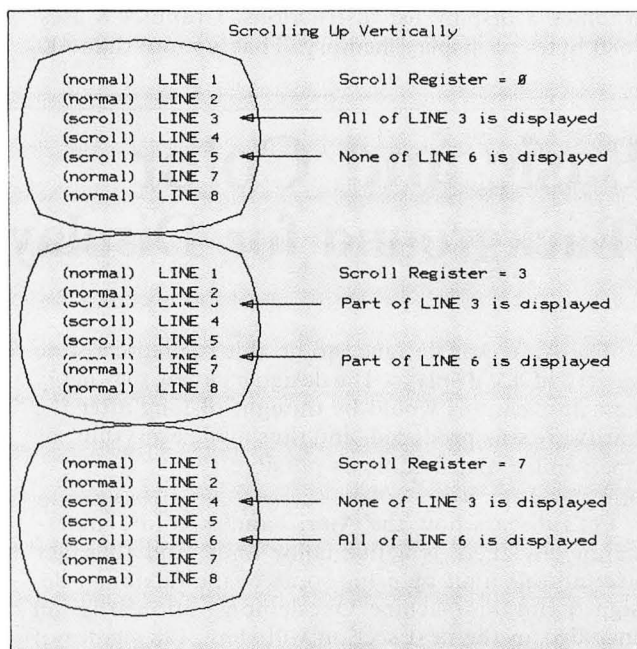 Scrolling Up Vertically
(normal) LINE 1 Scroll Register = Ø
(normal) LINE 2
(scroll) LINE 3 All of LINE 3 is displayed
(scroll) LINE 4
(scroll) LINE 5 None of LINE 6 is displayed
(normal) LINE 7
(normal) LINE 8
(normal) LINE 1 Scroll Register = 3
(normal) LINE 2
(scroll) LINE 3 Part of LINE 3 is displayed
(scroll) LINE 4
(scroll) LINE 5
Part of LINE 6 is displayed
(normal) LINE 7
(normal) LINE 8
(normal) LINE 1 Scroll Register = 7
(normal) LINE 2
(scroll) LINE 4 None of LINE 3 is displayed
(scroll) LINE 5
(scroll) LINE 6 All of LINE 6 is displayed
(normal) LINE 7
(normal) LINE 8